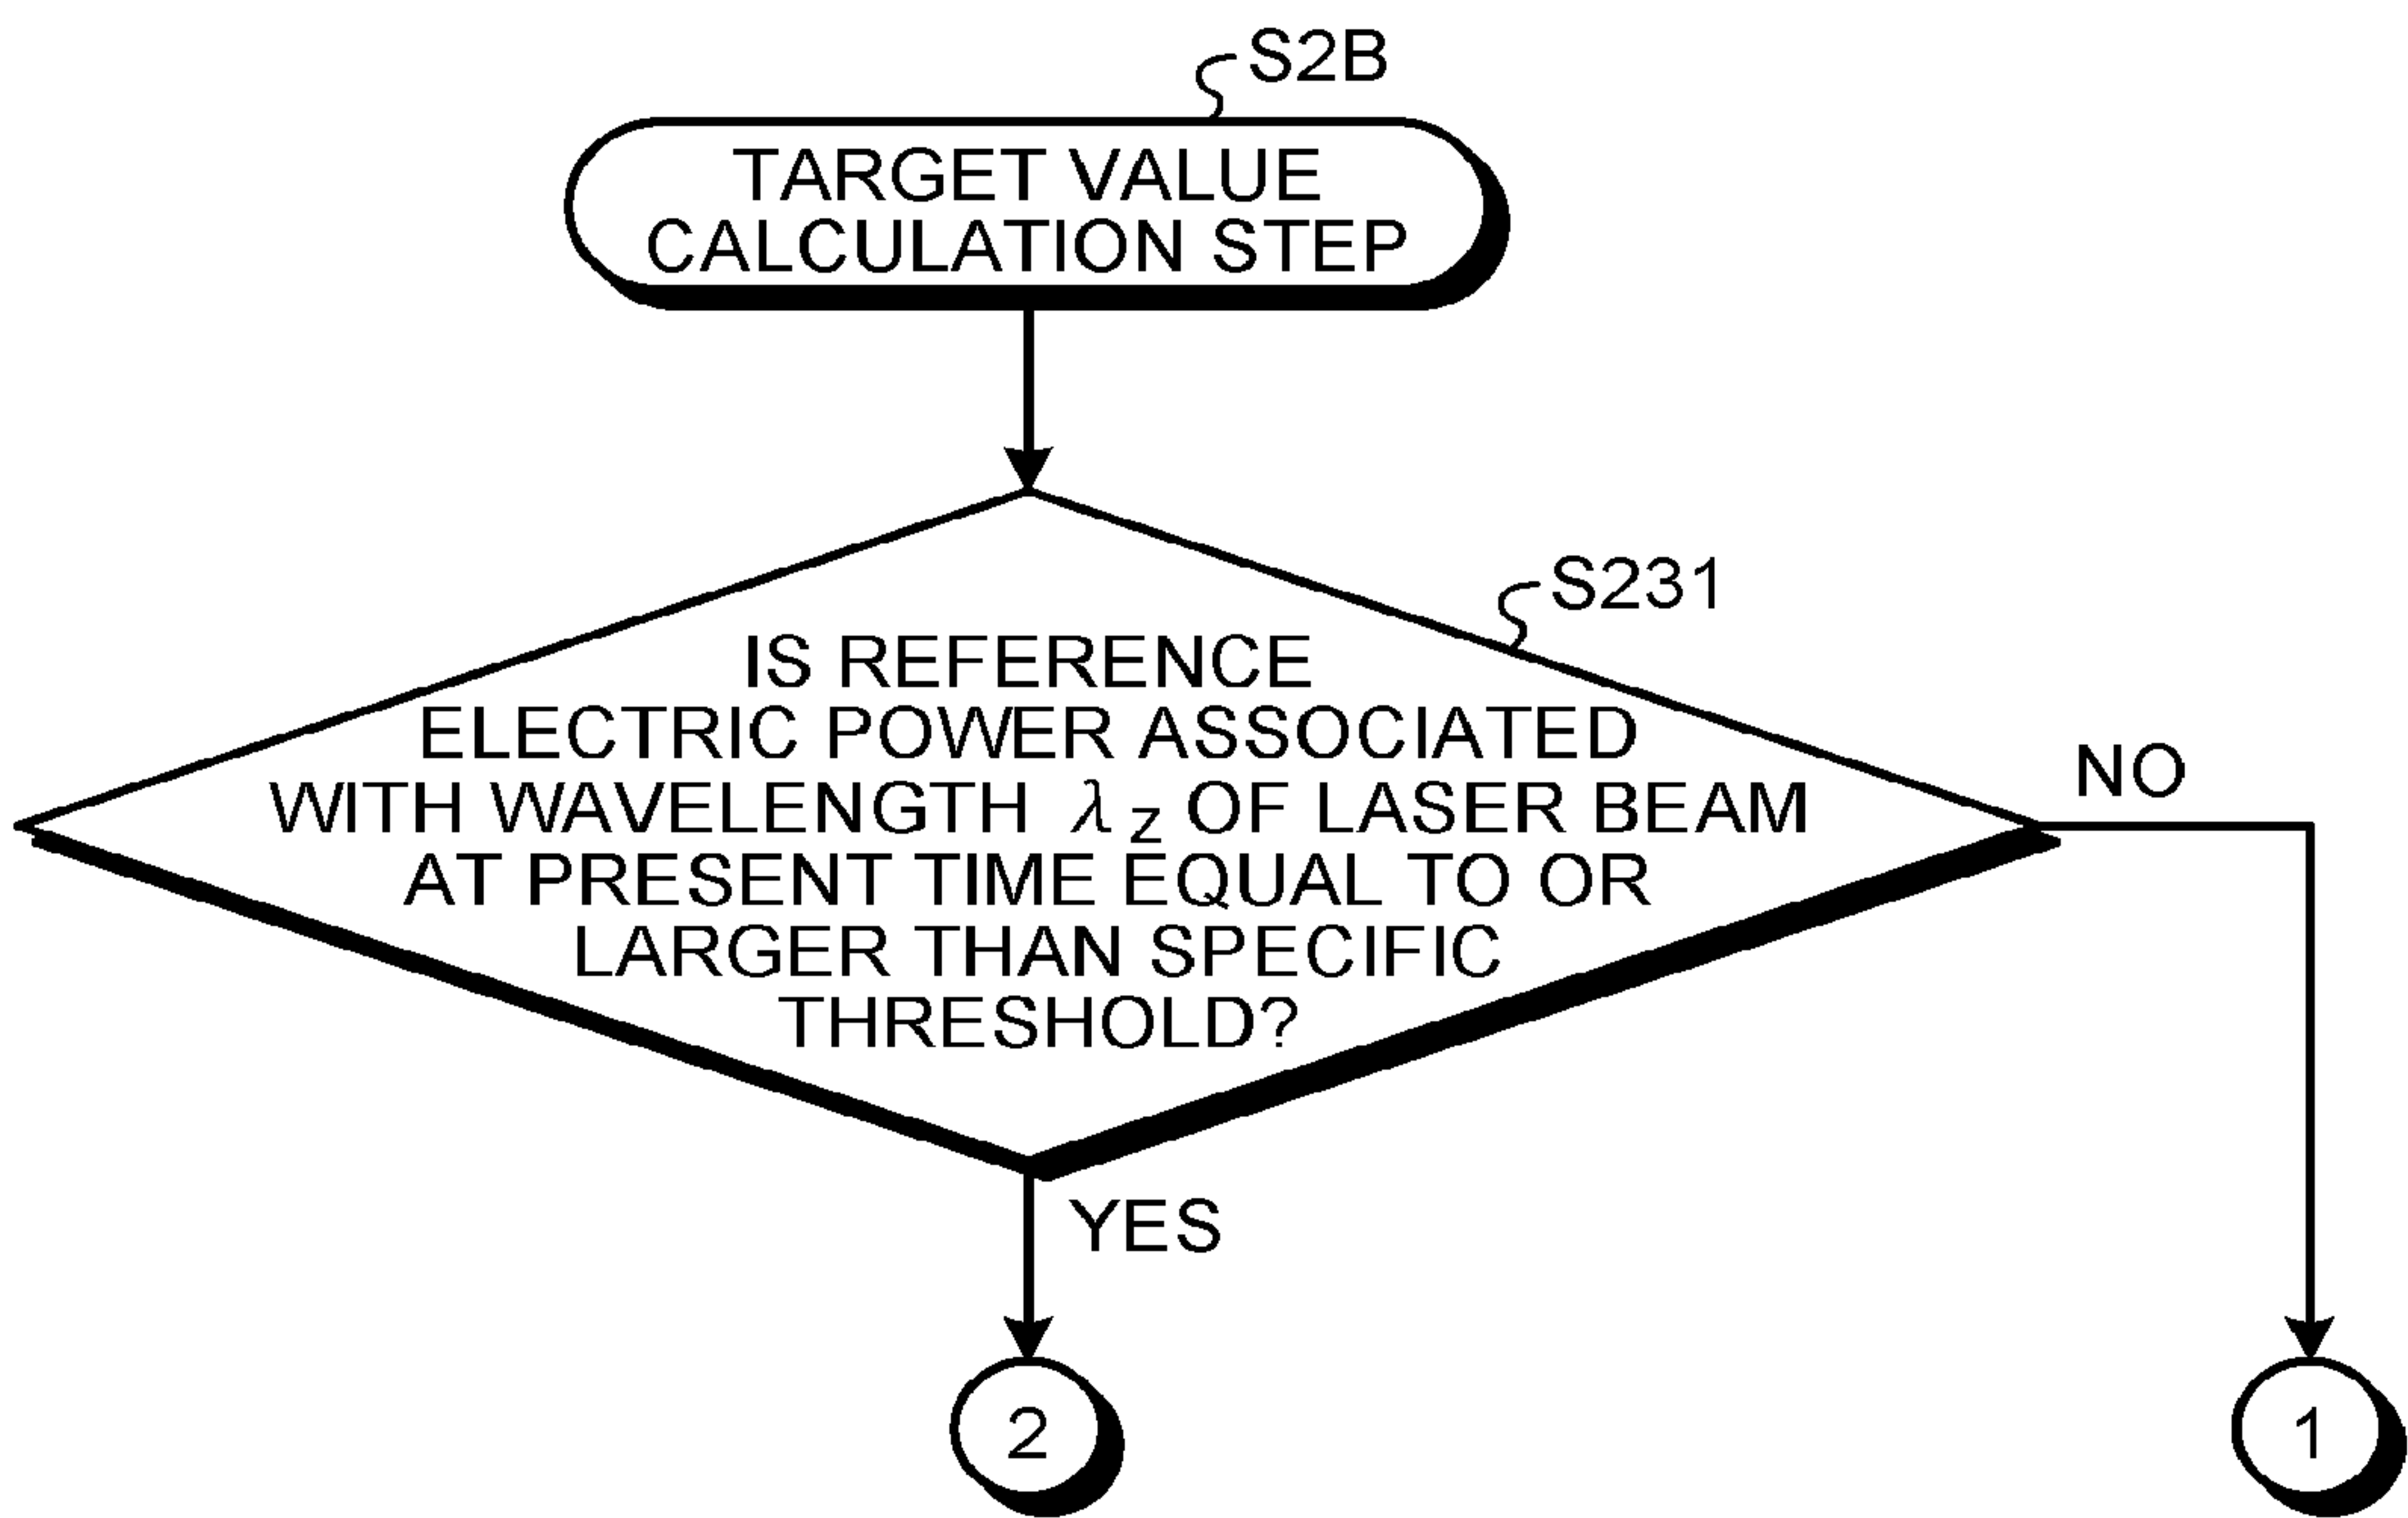 S2B
TARGET VALUE
CALCULATION STEP
S231
IS REFERENCE
ELECTRIC POWER ASSOCIATED
WITH WAVELENGTH λz OF LASER BEAM
AT PRESENT TIME EQUAL TO OR
LARGER THAN SPECIFIC
THRESHOLD?
NO
YES
2
1